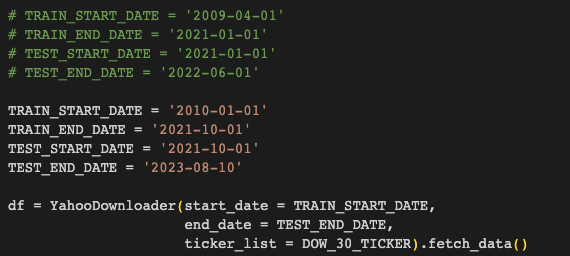 # TRAIN_START_DATE = '2009-04-01'
# TRAIN_END_DATE = '2021-01-01'
# TEST_START_DATE = '2021-01-01'
# TEST_END_DATE = '2022-06-01'

TRAIN_START_DATE = '2010-01-01'
TRAIN_END_DATE = '2021-10-01'
TEST_START_DATE = '2021-10-01'
TEST_END_DATE = '2023-08-10'

df = YahooDownloader(start_date = TRAIN_START_DATE,
                     end_date = TEST_END_DATE,
                     ticker_list = DOW_30_TICKER).fetch_data()